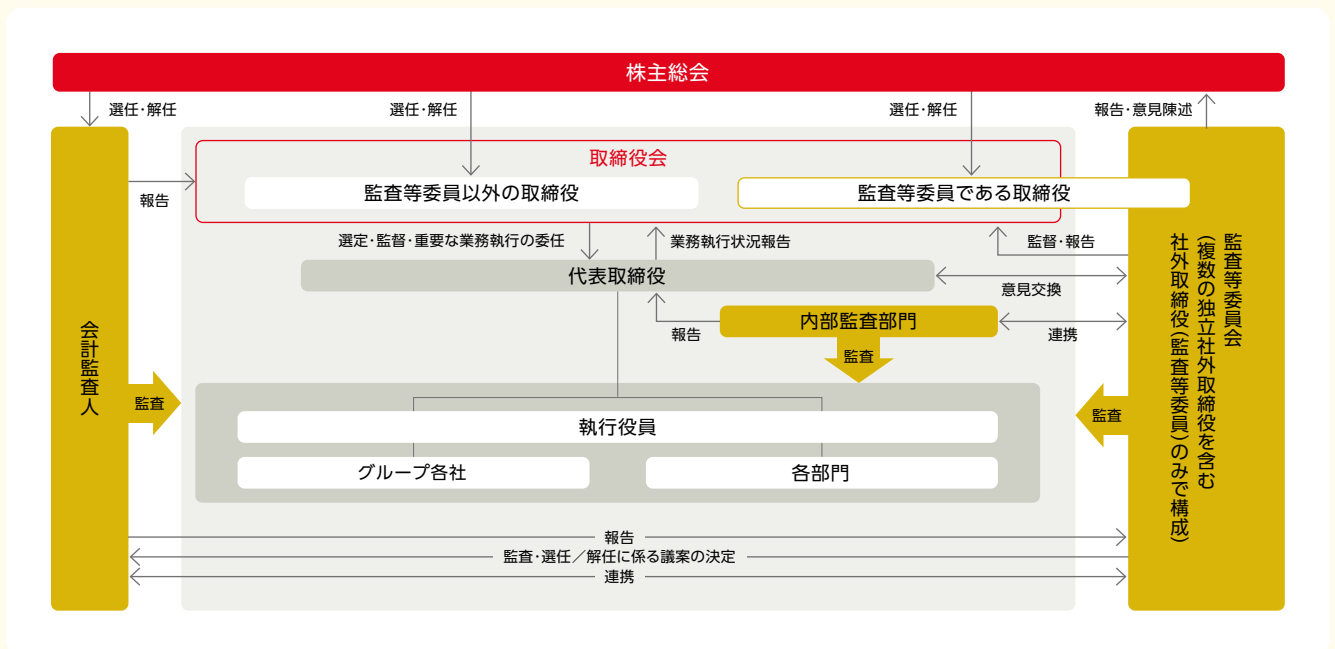 株主総会
選任・解任
選任・解任
選任・解任
報告・意見陳述
取締役会
監査等委員以外の取締役
監査等委員である取締役
報告
選定・監督・重要な業務執行の委任
業務執行状況報告
監督・報告
代表取締役
意見交換
内部監査部門
報告
連携
監査
会計監査人
監査
執行役員
グループ各社
各部門
監査
監査等委員会
(複数の独立社外取締役を含む
社外取締役(監査等委員)のみで構成)
報告
監査・選任/解任に係る議案の決定
連携